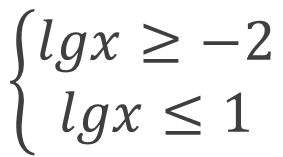 lgx ≥ −2
lgx ≤ 1